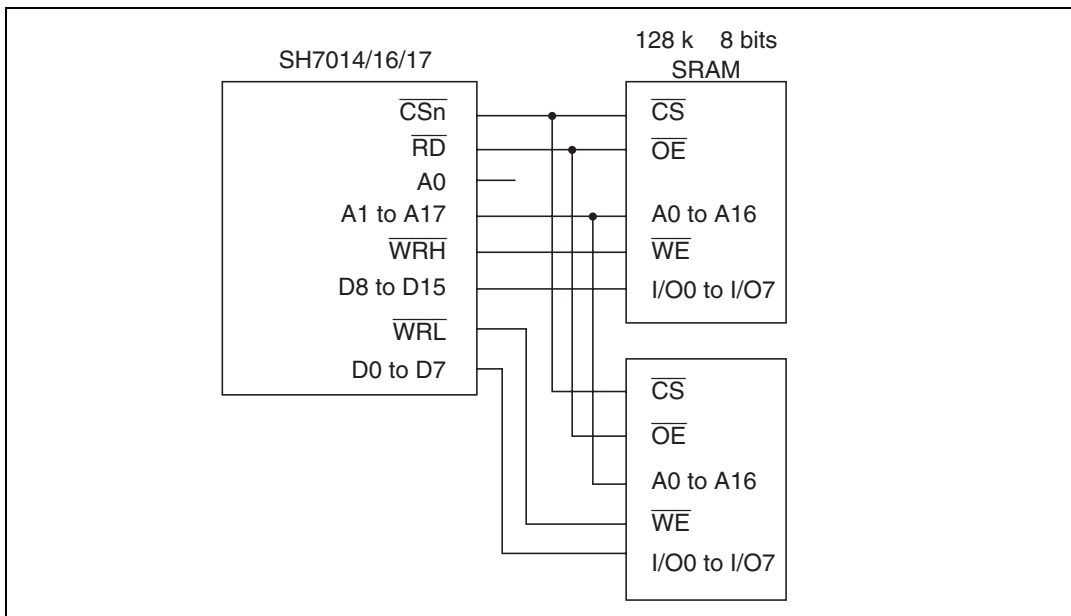 128 k 8 bits
SRAM
SH7014/16/17
CSn
RD
A0
A1 to A17
WRH
D8 to D15
WRL
D0 to D7
CS
OE
A0 to A16
WE
I/O0 to I/O7
CS
OE
A0 to A16
WE
I/O0 to I/O7